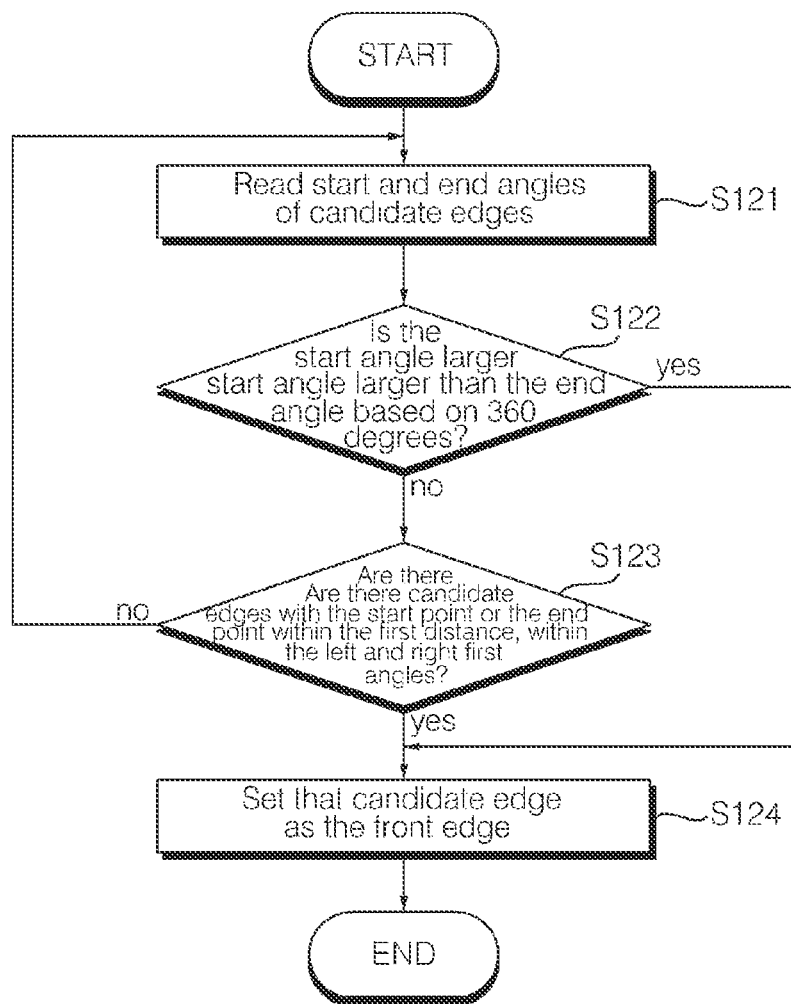 START
Read start and end angles
of candidate edges
S121
Is the
start angle larger
start angle larger than the end
angle based on 360
degrees?
S122
yes
no
Are there
Are there candidate
edges with the start point or the end
point within the first distance, within
the left and right first
angles?
S123
no
yes
Set that candidate edge
as the front edge
S124
END